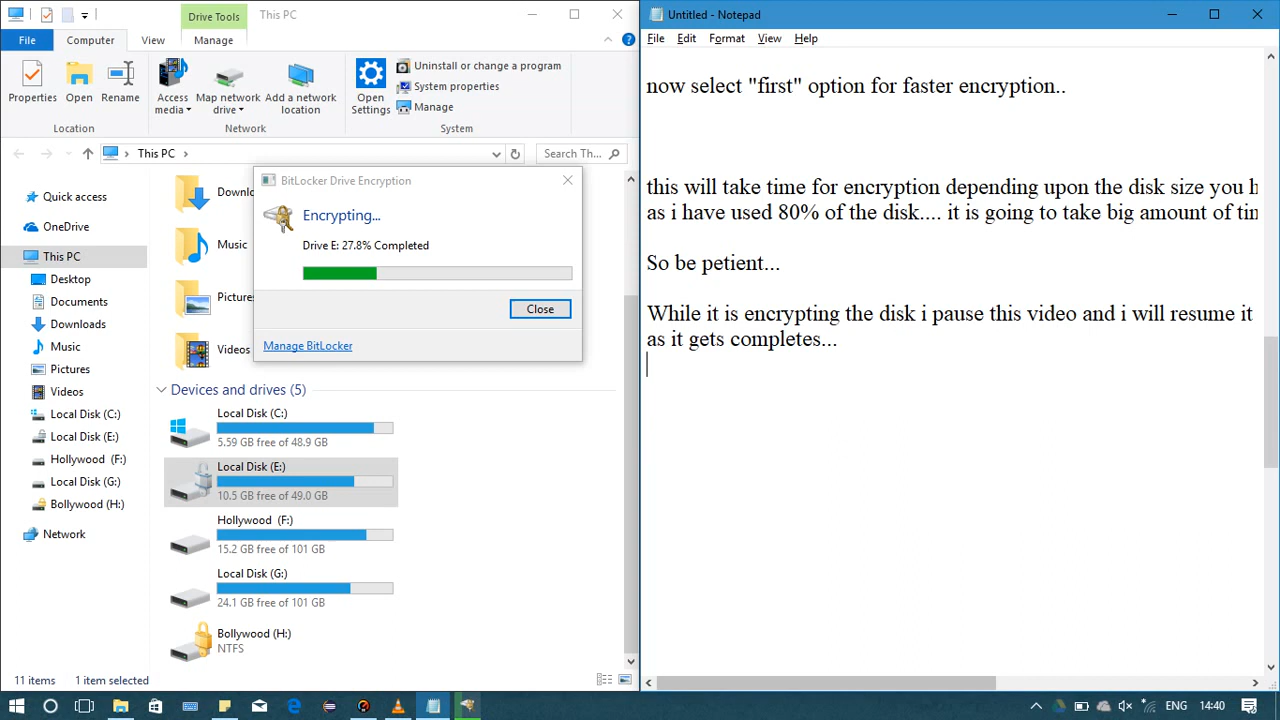 Drive Tools
This PC
File
Computer
View
Manage
Properties
Open
Rename
Location
Access media
Map network drive
Add a network location
Network
Open Settings
Uninstall or change a program
System properties
Manage
System
This PC
Search Th...
Quick access
OneDrive
This PC
Desktop
Documents
Downloads
Music
Pictures
Videos
Local Disk (C:)
Local Disk (E:)
Hollywood (F:)
Local Disk (G:)
Bollywood (H:)
Network
Music
Videos
BitLocker Drive Encryption
Encrypting...
Drive E: 27.8% Completed
Close
Manage BitLocker
Devices and drives (5)
Local Disk (C:)
5.59 GB free of 48.9 GB
Local Disk (E:)
10.5 GB free of 49.0 GB
Hollywood (F:)
15.2 GB free of 101 GB
Local Disk (G:)
24.1 GB free of 101 GB
Bollywood (H:)
NTFS
11 items
1 item selected
Untitled - Notepad
File
Edit
Format
View
Help
now select "first" option for faster encryption..
this will take time for encryption depending upon the disk size you
as i have used 80% of the disk.... it is going to take big amount of
So be petient...
While it is encrypting the disk i pause this video and i will resume it
as it gets completes...
ENG
14:40